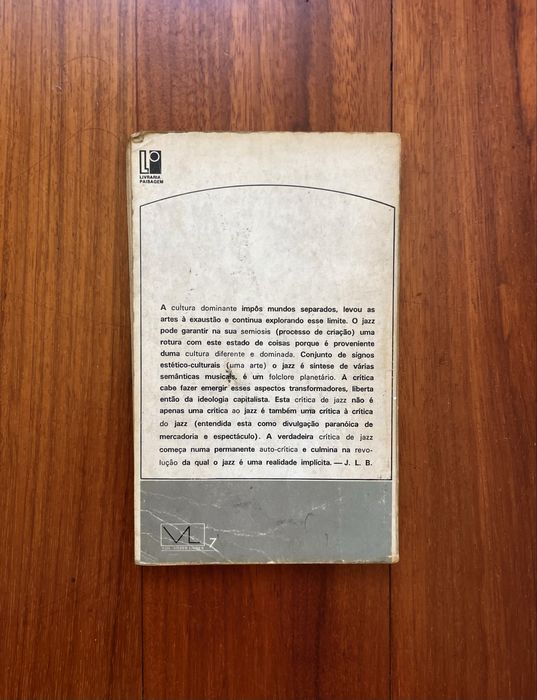 LP
LIVRARIA
PAISAGEM
A cultura dominante impôs mundos separados, levou as
artes à exaustão e continua explorando esse limite. O jazz
pode garantir na sua semiosis (processo de criação) uma
rotura com este estado de coisas porque é proveniente
duma cultura diferente e dominada. Conjunto de signos
estético-culturais (uma arte) o jazz é síntese de várias
semânticas musicais, é um folclore planetário. À crítica
cabe fazer emergir esses aspectos transformadores, liberta
então da ideologia capitalista. Esta crítica de jazz não é
apenas uma crítica ao jazz é também uma crítica à crítica
do jazz (entendida esta como divulgação paranóica de
mercadoria e espectáculo). A verdadeira crítica de jazz
começa numa permanente auto-crítica e culmina na revo-
lução da qual o jazz é uma realidade implícita. — J. L. B.
VL
7